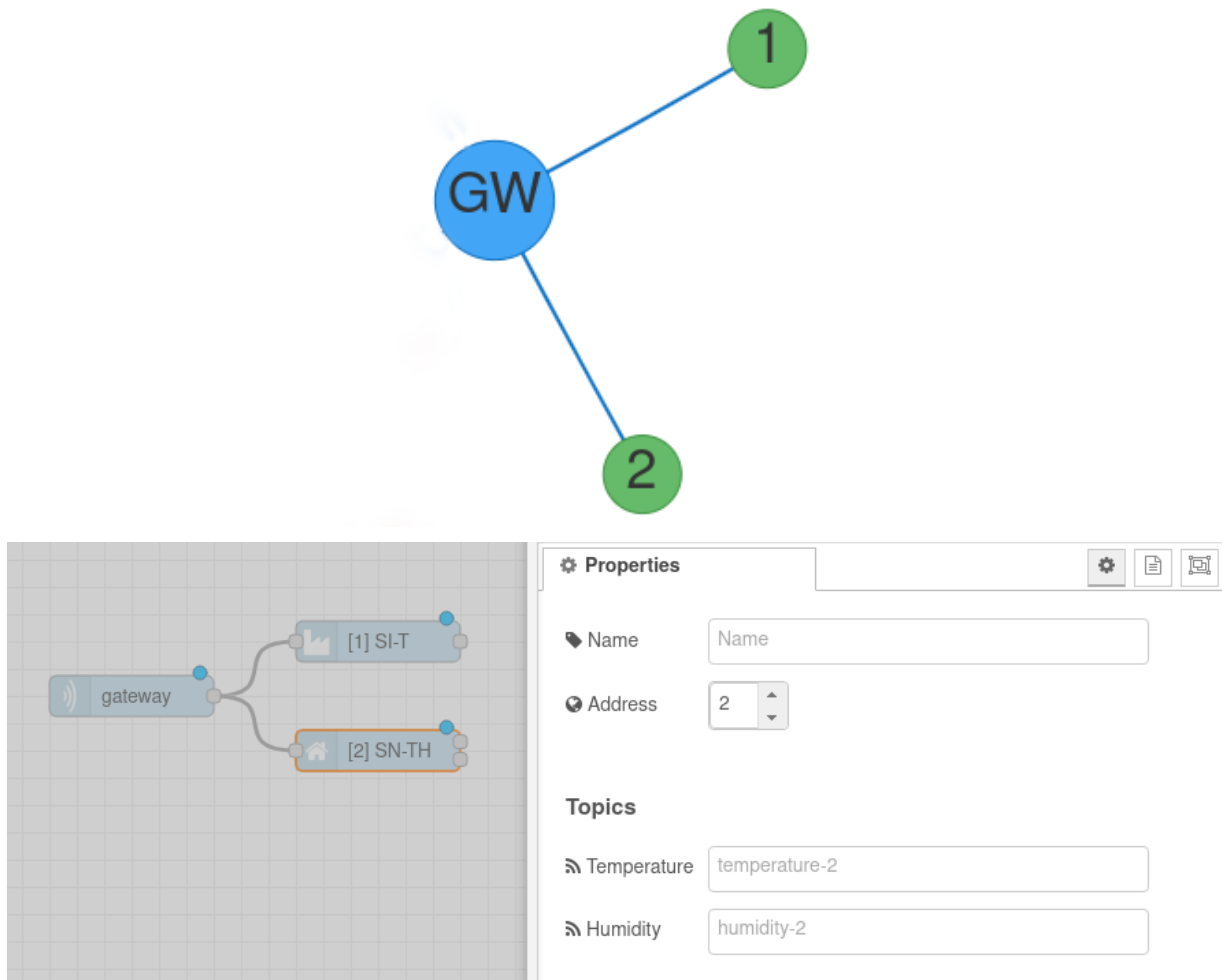 1
GW
2
Properties
[1] SI-T
gateway
[2] SN-TH
Name Name
Address 2
Topics
Temperature temperature-2
Humidity humidity-2